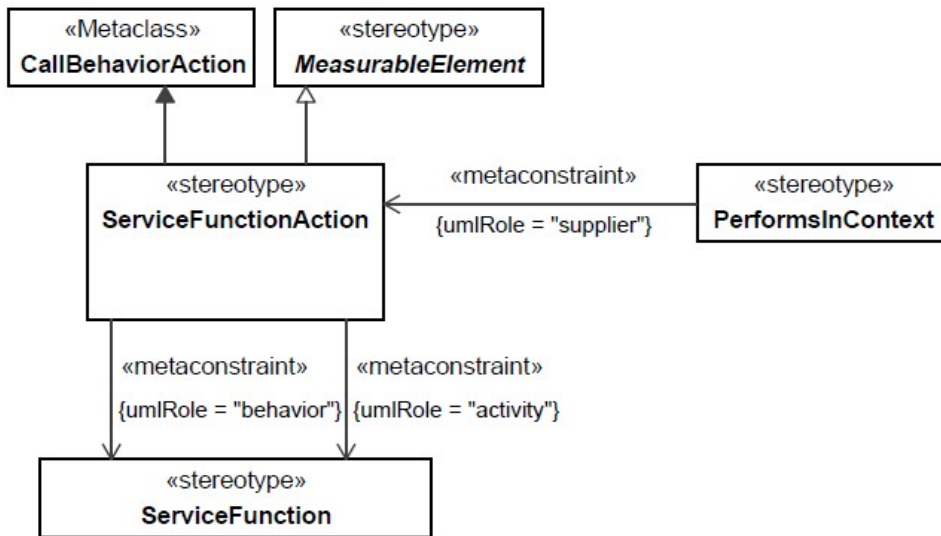 «Metaclass»
CallBehaviorAction
«stereotype»
MeasurableElement
«stereotype»
ServiceFunctionAction
«metaconstraint»
{umlRole = "supplier"}
«stereotype»
PerformsInContext
«metaconstraint»
{umlRole = "behavior"}
«metaconstraint»
{umlRole = "activity"}
«stereotype»
ServiceFunction